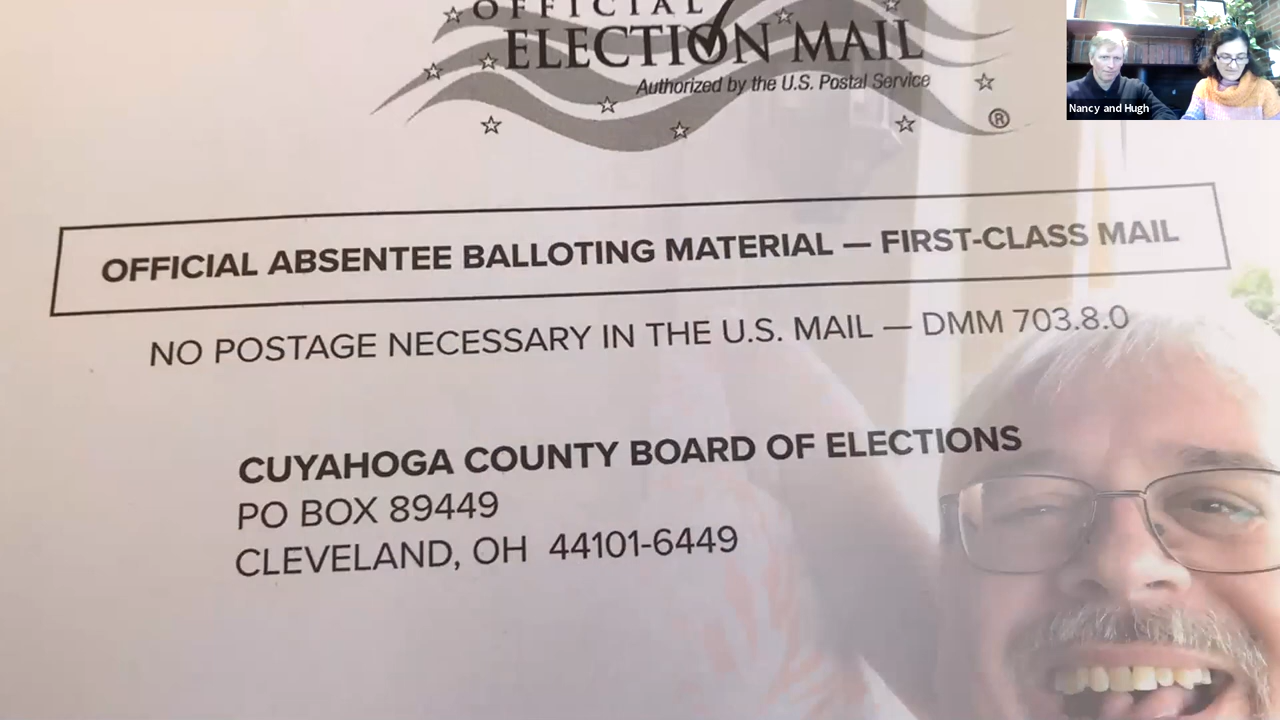 OFFICIAL
ELECTION MAIL
Authorized by the U.S. Postal Service
®
Nancy and Hugh
OFFICIAL ABSENTEE BALLOTING MATERIAL — FIRST-CLASS MAIL
NO POSTAGE NECESSARY IN THE U.S. MAIL — DMM 703.8.0
CUYAHOGA COUNTY BOARD OF ELECTIONS
PO BOX 89449
CLEVELAND, OH 44101-6449